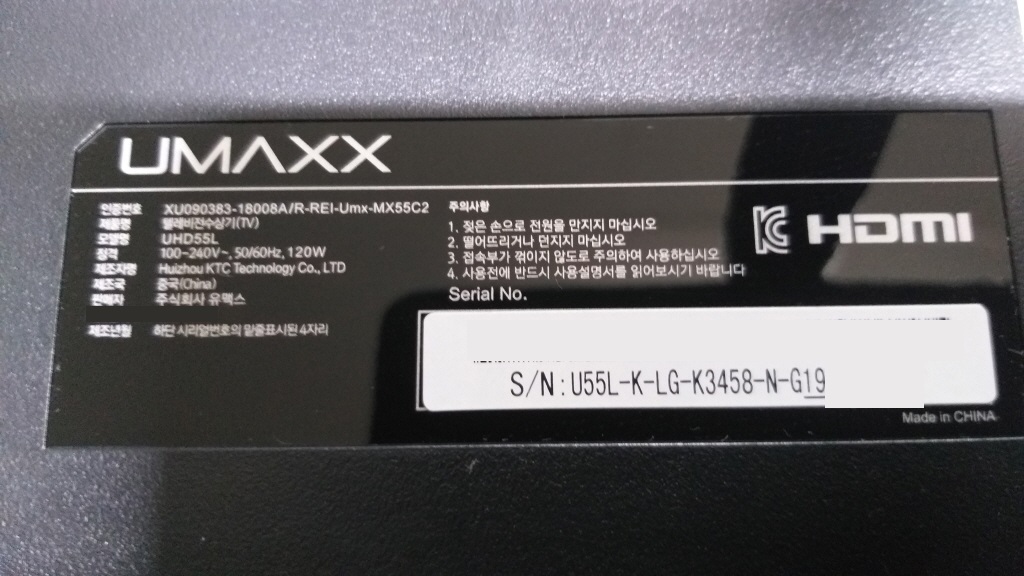 UMAXX
인증번호 XU090383-18008A/R-REI-Umx-MX55C2
제품명 텔레비전수상기(TV)
모델명 UHD55L
정격 100-240V~, 50/60Hz, 120W
제조자명 Huizhou KTC Technology Co., LTD
제조국 중국(China)
판매자 주식회사 유맥스
제조년월 하단 시리얼번호의 밑줄표시된 4자리
주의사항
1. 젖은 손으로 전원을 만지지 마십시오
2. 떨어뜨리거나 던지지 마십시오
3. 접속부가 꺾이지 않도록 주의하여 사용하십시오
4. 사용전에 반드시 사용설명서를 읽어보시기 바랍니다
HDMI
Serial No.
S/N:U55L-K-LG-K3458-N-G19
Made in CHINA